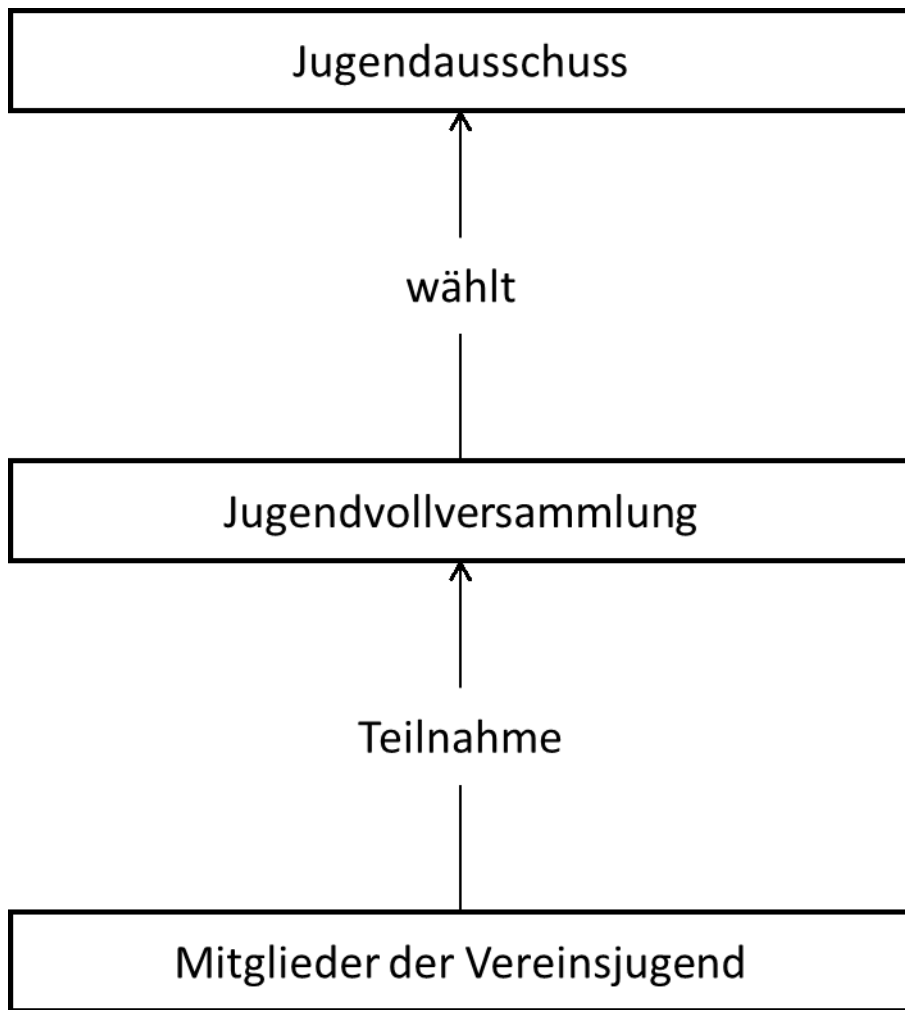 Jugendausschuss
wählt
Jugendvollversammlung
Teilnahme
Mitglieder der Vereinsjugend